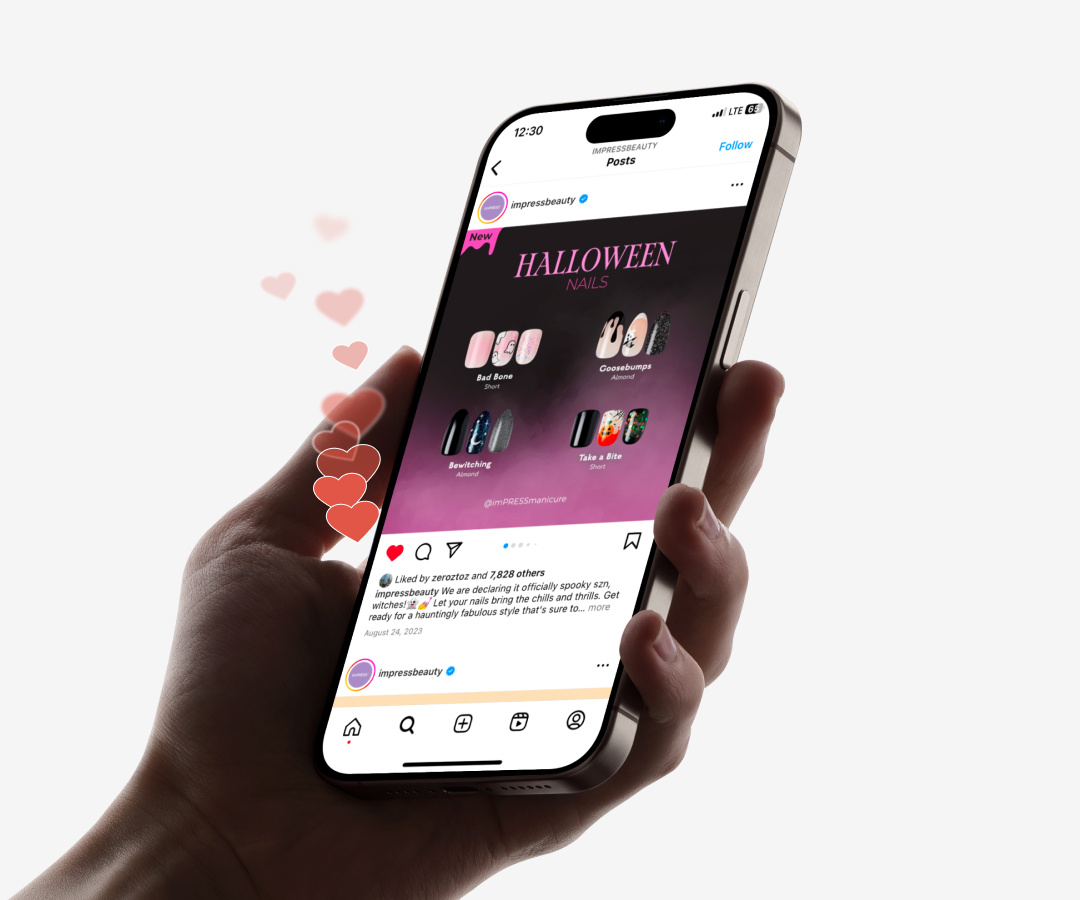 12:30
LTE
IMPRESSBEAUTY
Posts
Follow
impressbeauty
New
HALLOWEEN
NAILS
Bad Bone
Short
Goosebumps
Almond
Bewitching
Almond
Take a Bite
Short
@imPRESSmanicure
Liked by zeroztoz and 7,828 others
impressbeauty We are declaring it officially spooky szn,
witches!☠️💅 Let your nails bring the chills and thrills. Get
ready for a hauntingly fabulous style that's sure to... more
August 24, 2023
impressbeauty